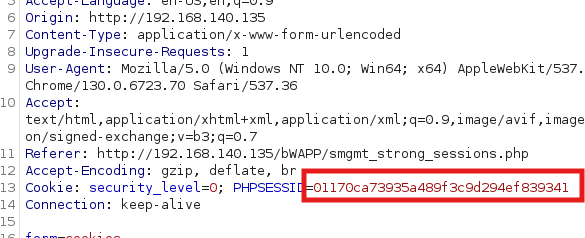 5 Accept-Language: en-US,en;q=0.9
6 Origin: http://192.168.140.135
7 Content-Type: application/x-www-form-urlencoded
8 Upgrade-Insecure-Requests: 1
9 User-Agent: Mozilla/5.0 (Windows NT 10.0; Win64; x64) AppleWebKit/537.
Chrome/130.0.6723.70 Safari/537.36
10 Accept:
text/html,application/xhtml+xml,application/xml;q=0.9,image/avif,image
on/signed-exchange;v=b3;q=0.7
11 Referer: http://192.168.140.135/bWAPP/smgmt_strong_sessions.php
12 Accept-Encoding: gzip, deflate, br
13 Cookie: security_level=0; PHPSESSID=01170ca73935a489f3c9d294ef839341
14 Connection: keep-alive
15
form=cookies